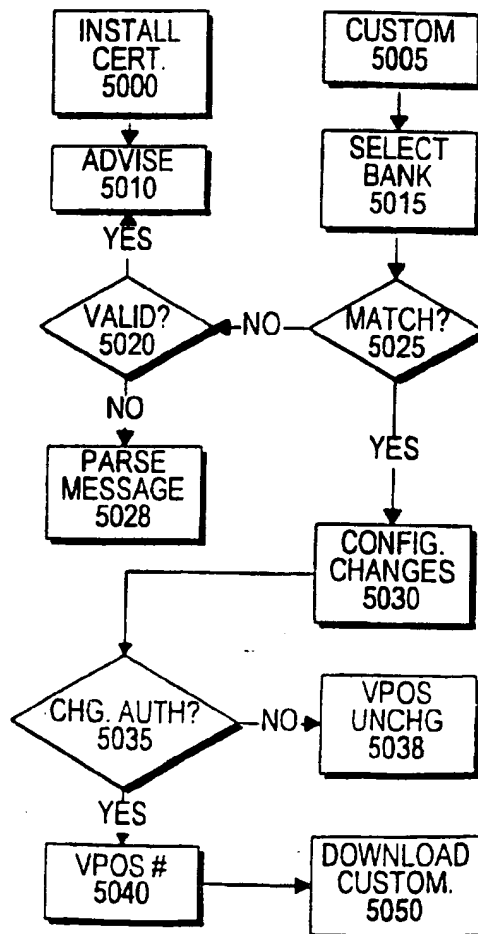 INSTALL
CERT.
5000
CUSTOM
5005
ADVISE
5010
SELECT
BANK
5015
YES
VALID?
5020
NO
MATCH?
5025
NO
YES
PARSE
MESSAGE
5028
CONFIG.
CHANGES
5030
CHG. AUTH?
5035
NO
VPOS
UNCHG
5038
YES
VPOS #
5040
DOWNLOAD
CUSTOM.
5050